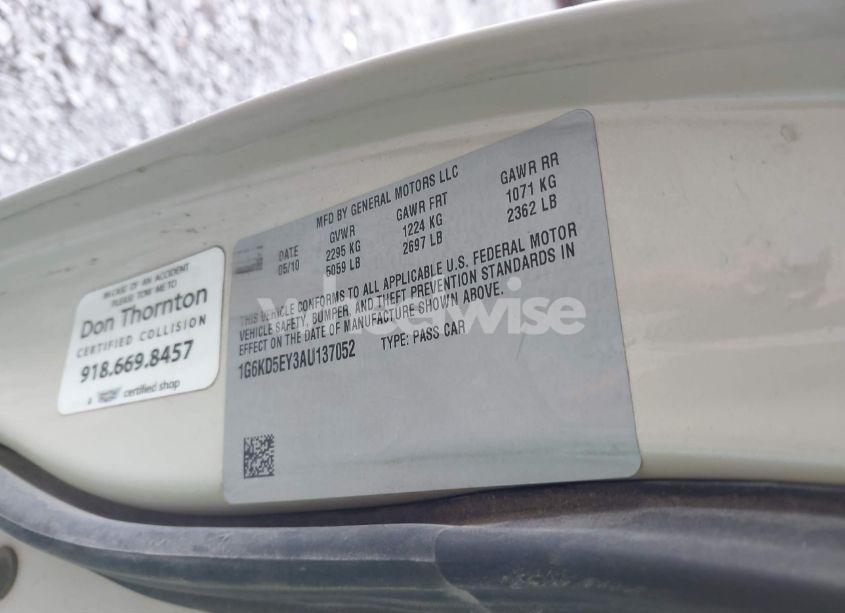 MFD BY GENERAL MOTORS LLC
DATE GVWR GAWR FRT GAWR RR
05/10 2295 KG 1224 KG 1071 KG
5059 LB 2697 LB 2362 LB
THIS VEHICLE CONFORMS TO ALL APPLICABLE U.S. FEDERAL MOTOR
VEHICLE SAFETY, BUMPER, AND THEFT PREVENTION STANDARDS IN
EFFECT ON THE DATE OF MANUFACTURE SHOWN ABOVE.
1G6KD5EY3AU137052 TYPE: PASS CAR
IN CASE OF AN ACCIDENT
PLEASE TOW ME TO
Don Thornton
CERTIFIED COLLISION
918.669.8457
a certified shop
wheelwise